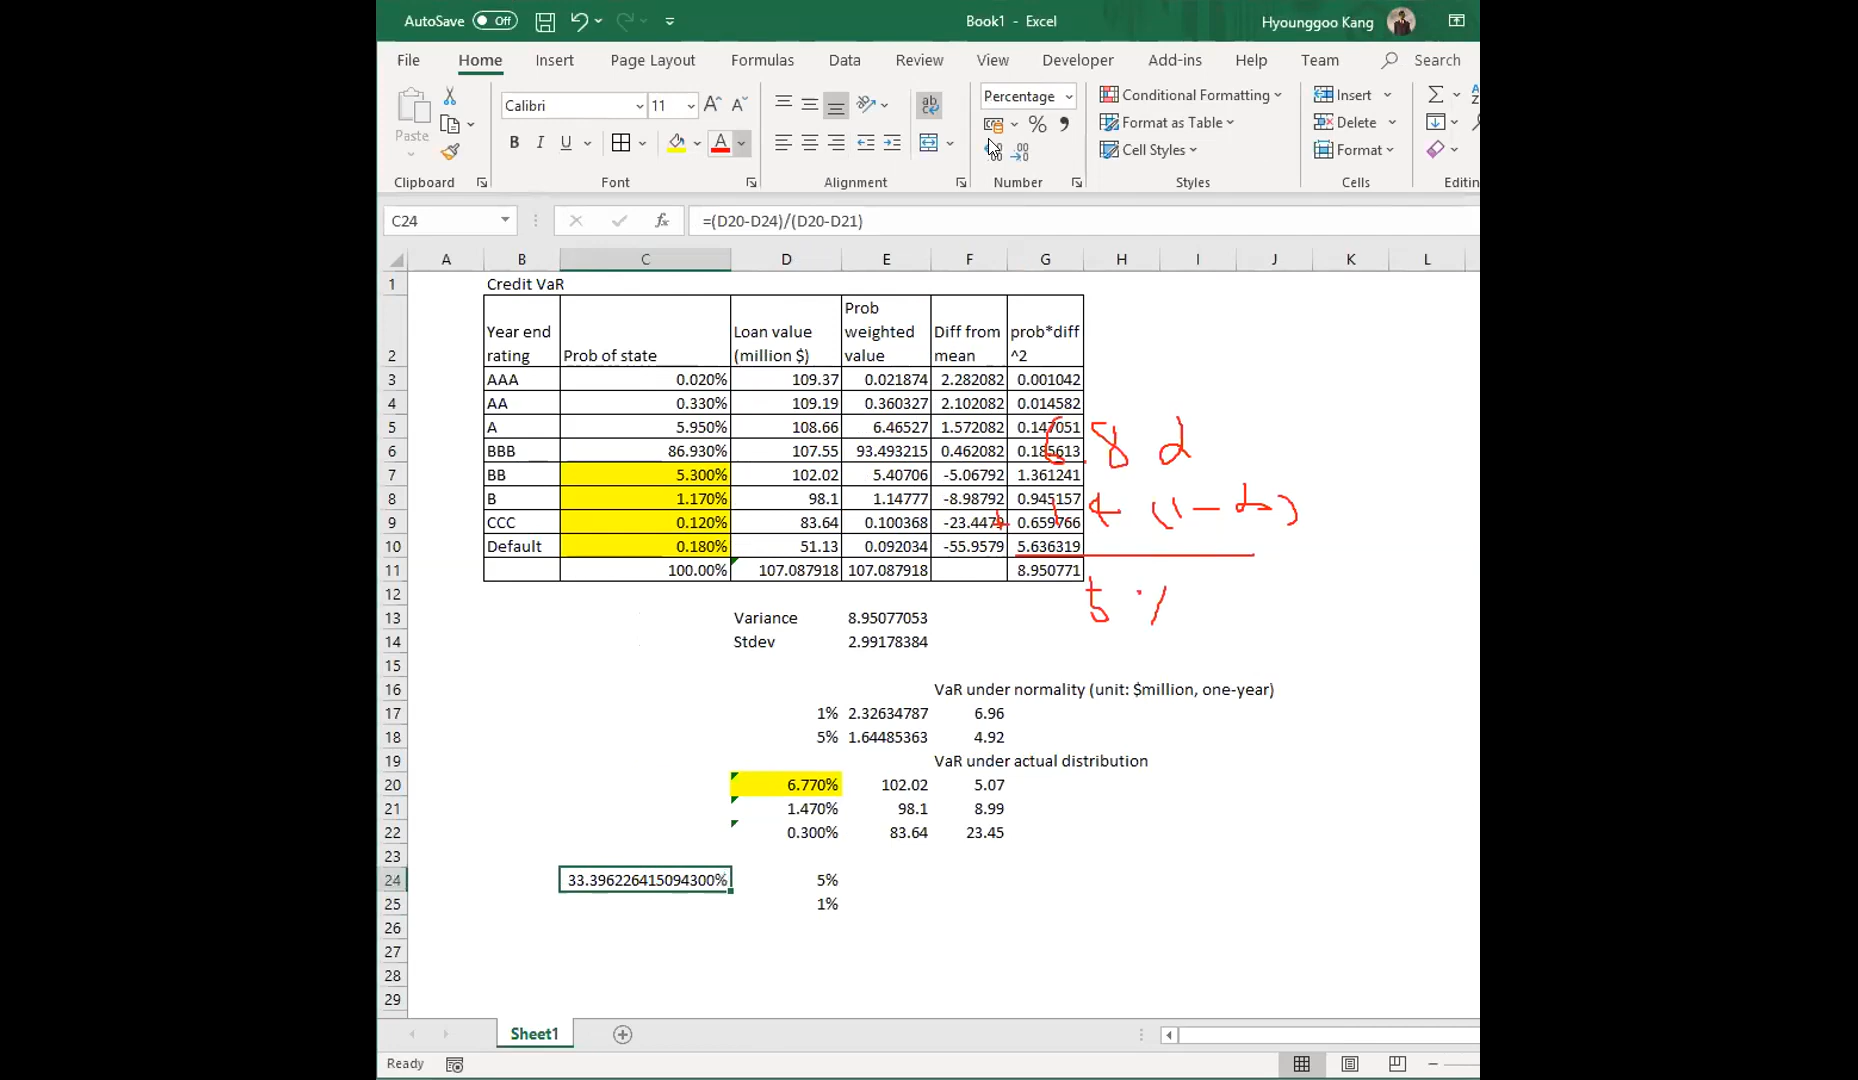 AutoSave Off Book1 - Excel Hyounggoo Kang
File Home Insert Page Layout Formulas Data Review View Developer Add-ins Help Team Search
Paste Calibri 11 Percentage Conditional Formatting Insert
Format as Table Delete
B I U Cell Styles Format
Clipboard Font Alignment Number Styles Cells Editin
C24 fx =(D20-D24)/(D20-D21)
A B C D E F G H I J K L
1 Credit VaR
2 Year end rating Prob of state Loan value (million $) Prob weighted value Diff from mean prob*diff^2
3 AAA 0.020% 109.37 0.021874 2.282082 0.001042
4 AA 0.330% 109.19 0.360327 2.102082 0.014582
5 A 5.950% 108.66 6.46527 1.572082 0.147051
6 BBB 86.930% 107.55 93.493215 0.462082 0.185613
6.8 α
7 BB 5.300% 102.02 5.40706 -5.06792 1.361241
8 B 1.170% 98.1 1.14777 -8.98792 0.945157
+ 1.4 (1-α)
9 CCC 0.120% 83.64 0.100368 -23.4479 0.659766
10 Default 0.180% 51.13 0.092034 -55.9579 5.636319
11 100.00% 107.087918 107.087918 8.950771
12
5 %
13 Variance 8.95077053
14 Stdev 2.99178384
15
16 VaR under normality (unit: $million, one-year)
17 1% 2.32634787 6.96
18 5% 1.64485363 4.92
19 VaR under actual distribution
20 6.770% 102.02 5.07
21 1.470% 98.1 8.99
22 0.300% 83.64 23.45
23
24 33.396226415094300% 5%
25 1%
26
27
28
29
Sheet1
Ready